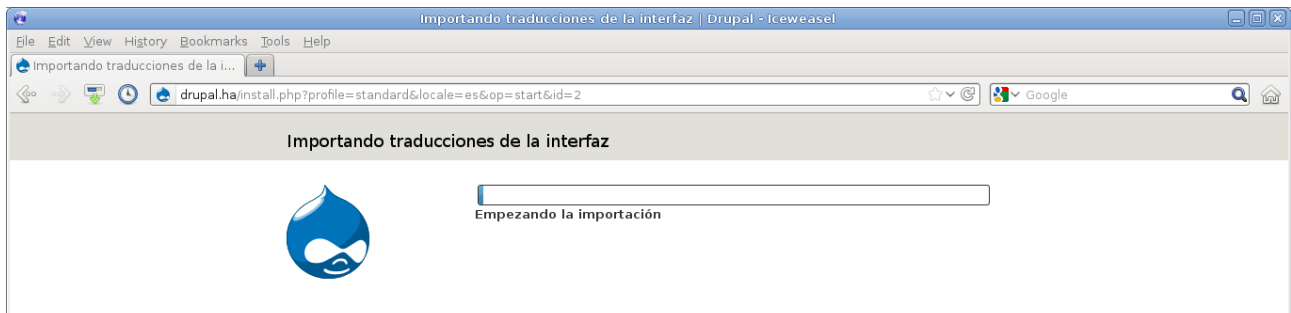 Importando traducciones de la interfaz | Drupal - Iceweasel
File Edit View History Bookmarks Tools Help
Importando traducciones de la i...
drupal.ha/install.php?profile=standard&locale=es&op=start&id=2 Google
Importando traducciones de la interfaz
Empezando la importación